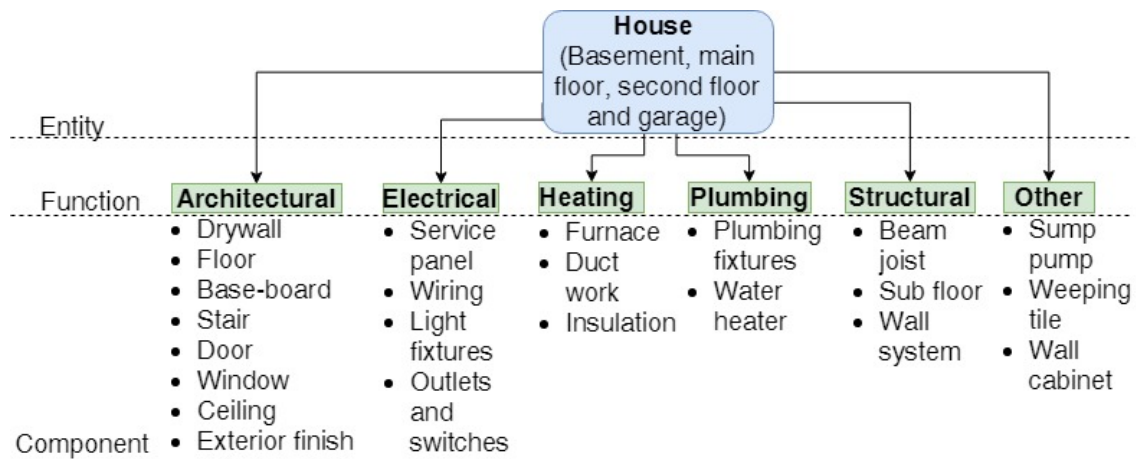 House
(Basement, main
floor, second floor
and garage)
Entity
Function
Architectural
Electrical
Heating
Plumbing
Structural
Other
• Drywall
• Floor
• Base-board
• Stair
• Door
• Window
• Ceiling
• Exterior finish
• Service
panel
• Wiring
• Light
fixtures
• Outlets
and
switches
• Furnace
• Duct
work
• Insulation
• Plumbing
fixtures
• Water
heater
• Beam
joist
• Sub floor
• Wall
system
• Sump
pump
• Weeping
tile
• Wall
cabinet
Component